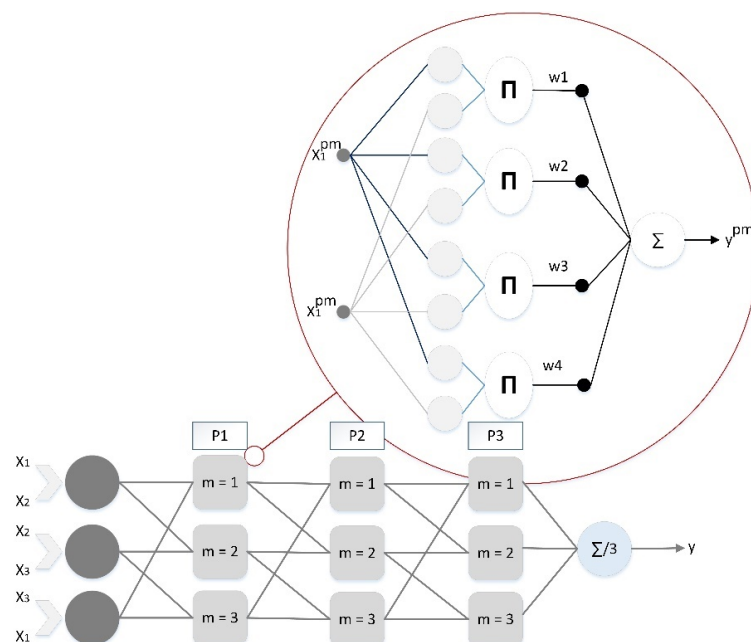 w1
Π
X₁ᵖᵐ
w2
Π
Σ
yᵖᵐ
w3
Π
X₁ᵖᵐ
w4
Π
P1 P2 P3
X₁
m = 1 m = 1 m = 1
X₂
X₂
m = 2 m = 2 m = 2 Σ/3 y
X₃
X₃
m = 3 m = 3 m = 3
X₁